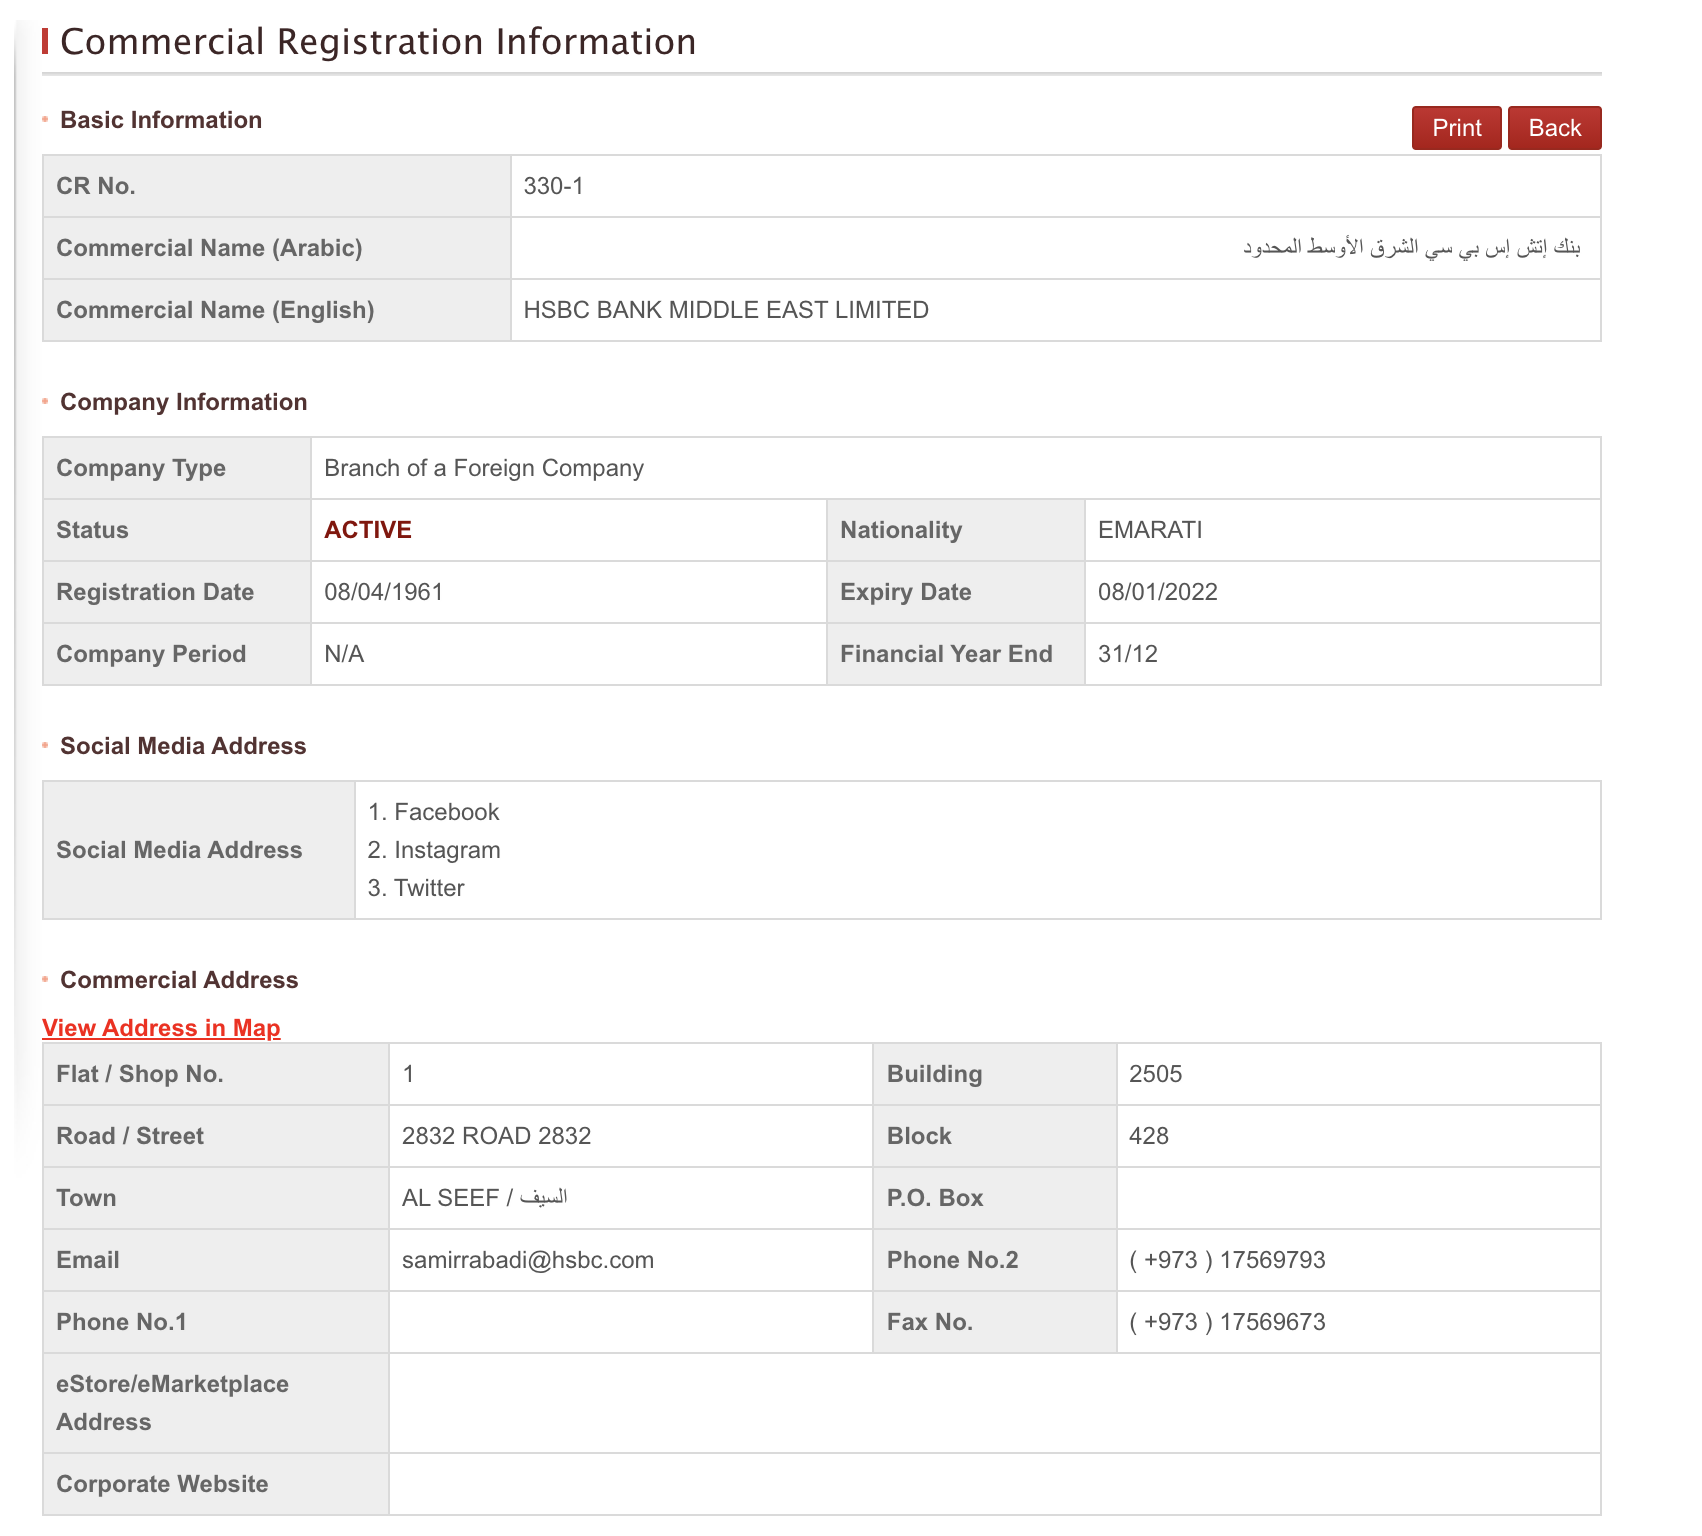 Commercial Registration Information
Basic Information
Print Back
CR No. 330-1
Commercial Name (Arabic) بنك إتش إس بي سي الشرق الأوسط المحدود
Commercial Name (English) HSBC BANK MIDDLE EAST LIMITED
Company Information
Company Type Branch of a Foreign Company
Status ACTIVE Nationality EMARATI
Registration Date 08/04/1961 Expiry Date 08/01/2022
Company Period N/A Financial Year End 31/12
Social Media Address
Social Media Address
1. Facebook
2. Instagram
3. Twitter
Commercial Address
View Address in Map
Flat / Shop No. 1 Building 2505
Road / Street 2832 ROAD 2832 Block 428
Town AL SEEF / السيف P.O. Box
Email samirrabadi@hsbc.com Phone No.2 ( +973 ) 17569793
Phone No.1 Fax No. ( +973 ) 17569673
eStore/eMarketplace
Address
Corporate Website